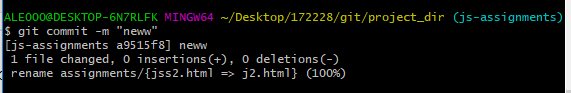 ALEOOO@DESKTOP-6N7RLFK MINGW64 ~/Desktop/172228/git/project_dir (js-assignments)
$ git commit -m "neww"
[js-assignments a9515f8] neww
 1 file changed, 0 insertions(+), 0 deletions(-)
 rename assignments/{jss2.html => j2.html} (100%)